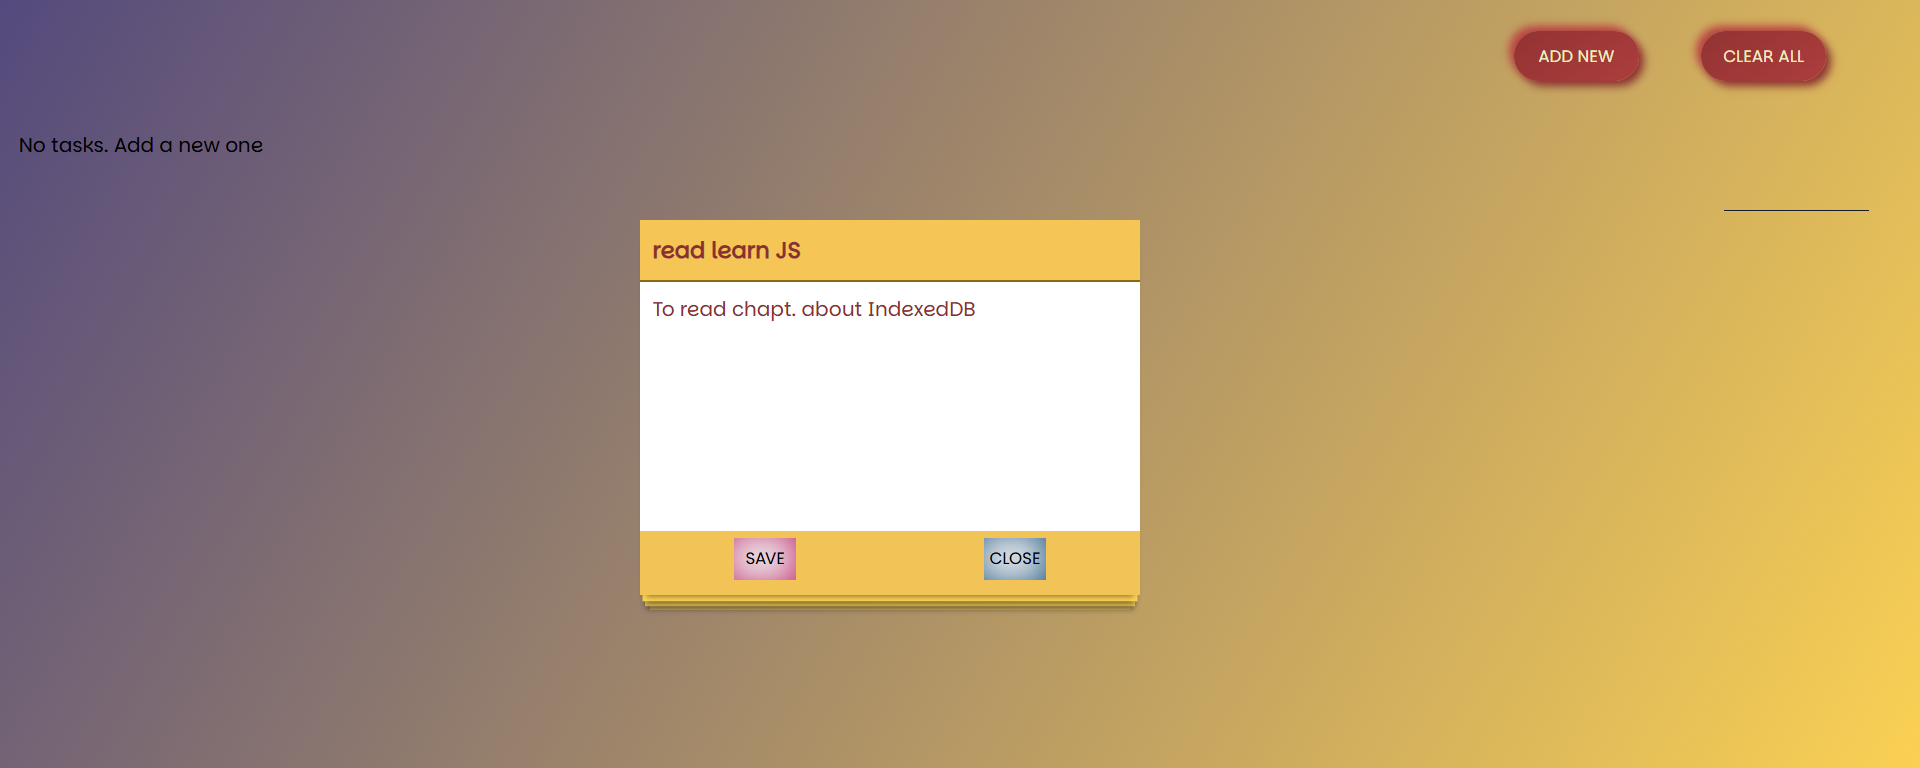 ADD NEW
CLEAR ALL
No tasks. Add a new one
read learn JS
To read chapt. about IndexedDB
SAVE
CLOSE